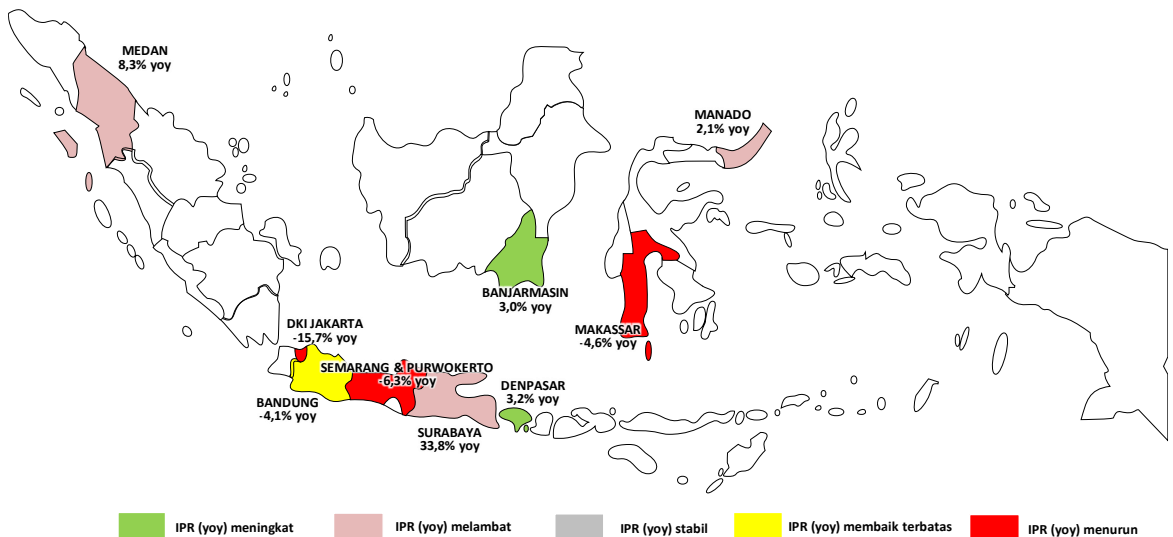 MEDAN
8,3% yoy
MANADO
2,1% yoy
BANJARMASIN
3,0% yoy
DKI JAKARTA
-15,7% yoy
MAKASSAR
-4,6% yoy
SEMARANG & PURWOKERTO
-6,3% yoy
DENPASAR
3,2% yoy
BANDUNG
-4,1% yoy
SURABAYA
33,8% yoy
IPR (yoy) meningkat
IPR (yoy) melambat
IPR (yoy) stabil
IPR (yoy) membaik terbatas
IPR (yoy) menurun